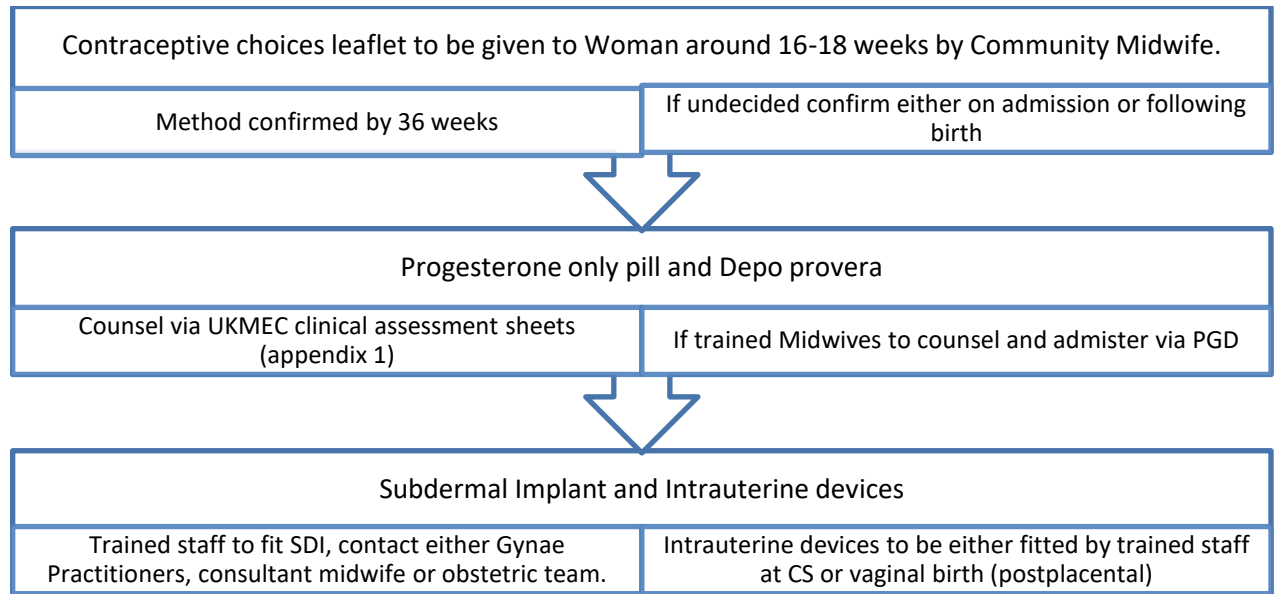 Contraceptive choices leaflet to be given to Woman around 16-18 weeks by Community Midwife.
Method confirmed by 36 weeks
If undecided confirm either on admission or following
birth
Progesterone only pill and Depo provera
Counsel via UKMEC clinical assessment sheets
(appendix 1)
If trained Midwives to counsel and admister via PGD
Subdermal Implant and Intrauterine devices
Trained staff to fit SDI, contact either Gynae
Practitioners, consultant midwife or obstetric team.
Intrauterine devices to be either fitted by trained staff
at CS or vaginal birth (postplacental)